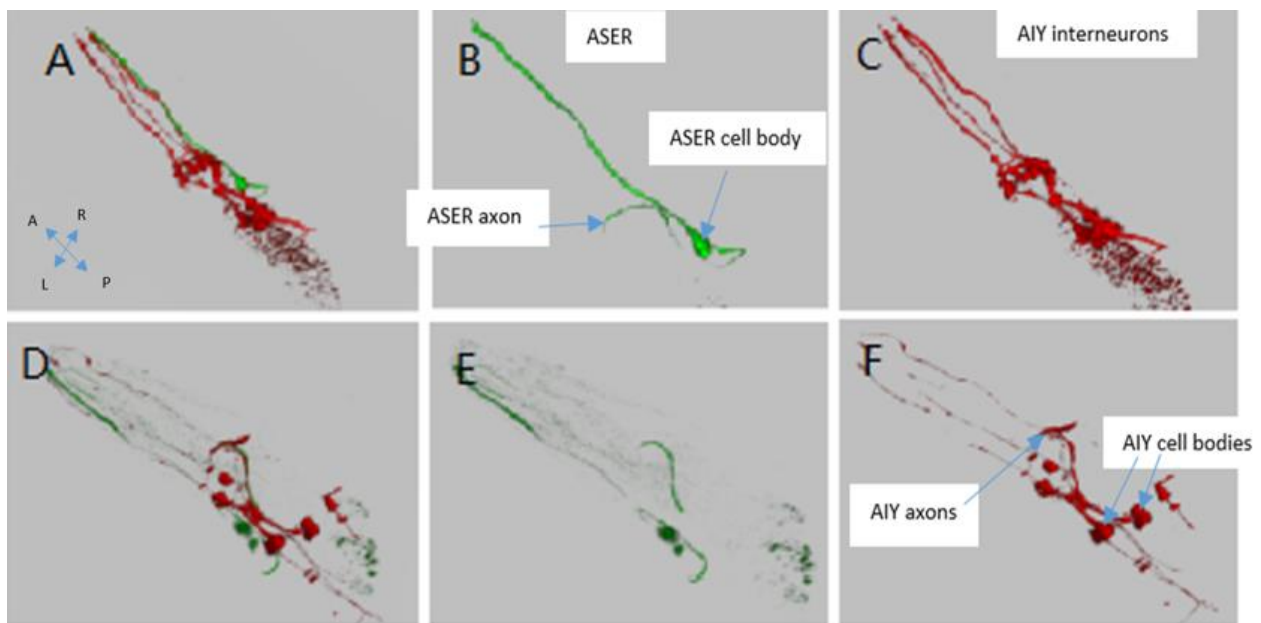 A
B
ASER
C
AIY interneurons
ASER cell body
ASER axon
A
R
L
P
D
E
F
AIY cell bodies
AIY axons